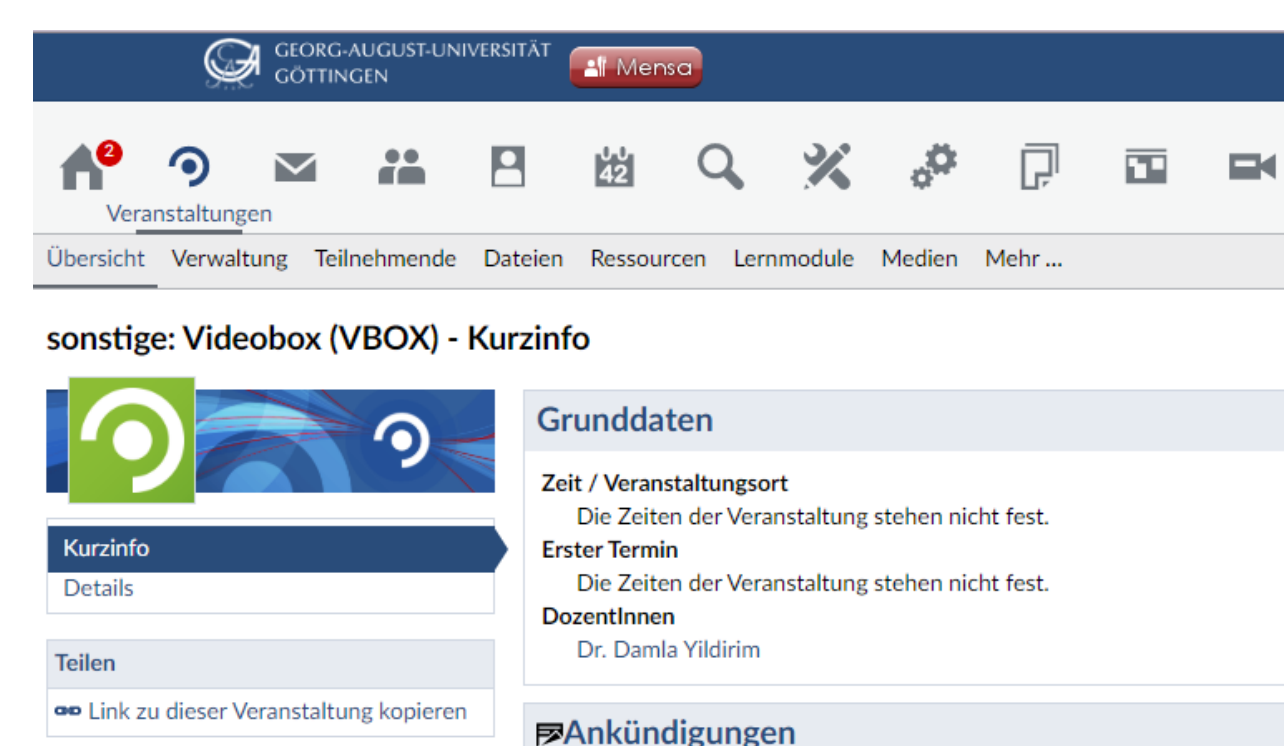 GEORG-AUGUST-UNIVERSITÄT
GÖTTINGEN
Mensa
2
42
Veranstaltungen
Übersicht Verwaltung Teilnehmende Dateien Ressourcen Lernmodule Medien Mehr ...
sonstige: Videobox (VBOX) - Kurzinfo
Kurzinfo
Details
Teilen
Link zu dieser Veranstaltung kopieren
Grunddaten
Zeit / Veranstaltungsort
Die Zeiten der Veranstaltung stehen nicht fest.
Erster Termin
Die Zeiten der Veranstaltung stehen nicht fest.
DozentInnen
Dr. Damla Yildirim
Ankündigungen